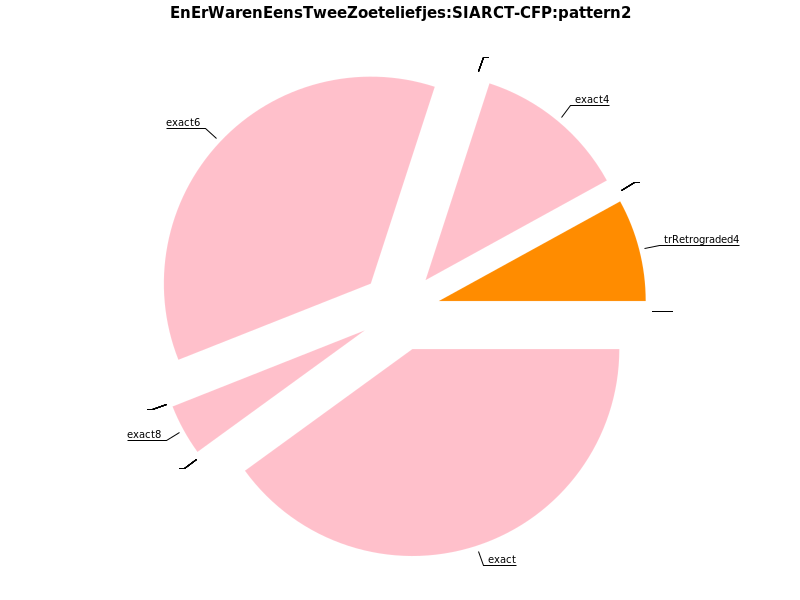 EnErWarenEensTweeZoeteliefjes:SIARCT-CFP:pattern2
exact4
exact6
trRetrograded4
exact8
exact